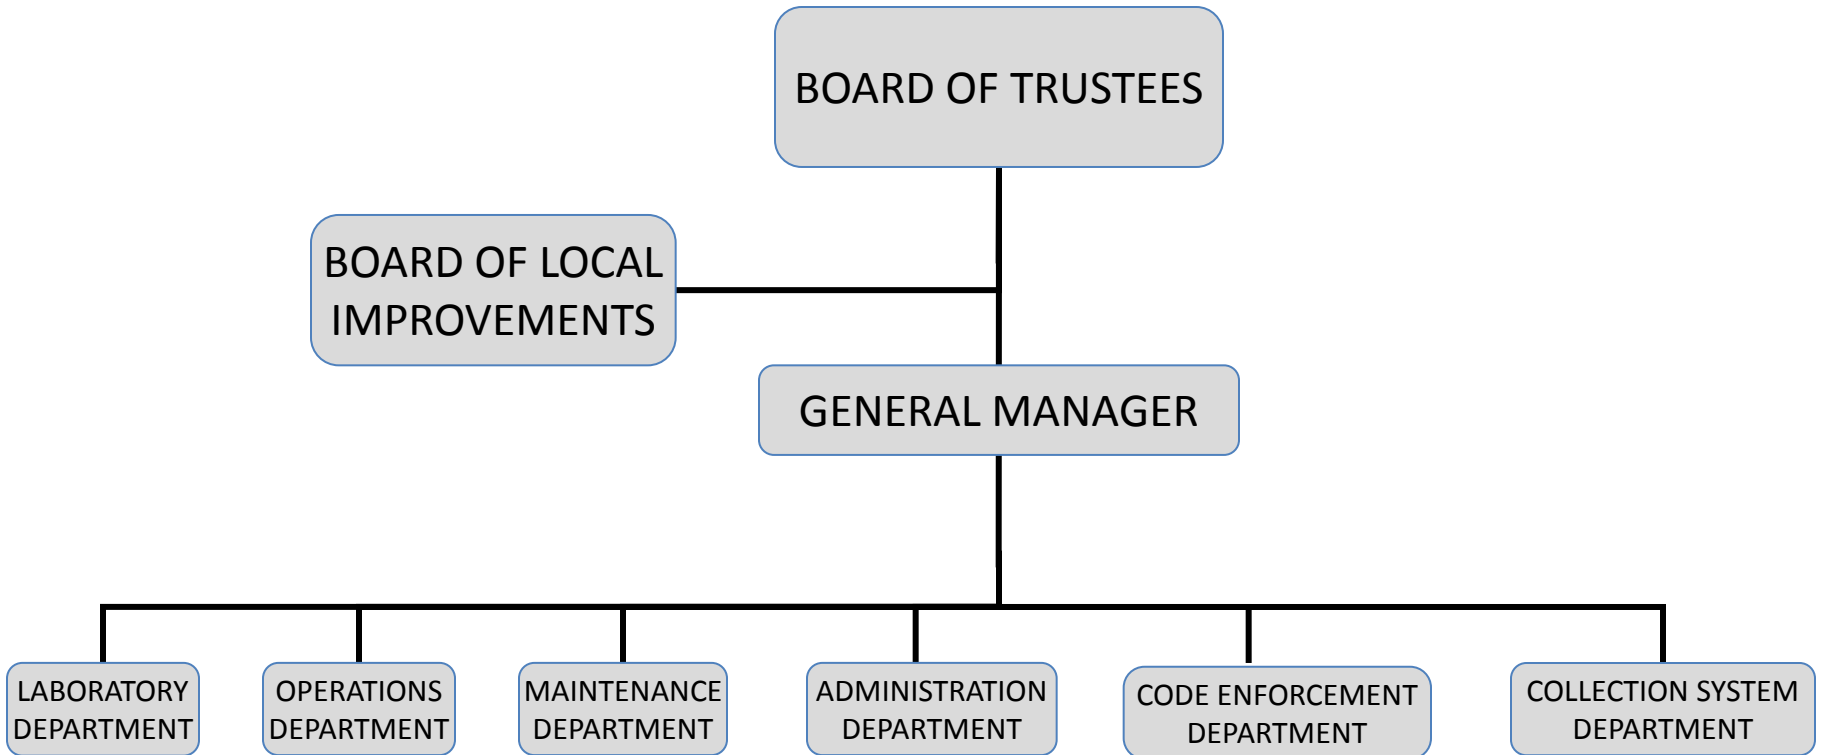 BOARD OF TRUSTEES
BOARD OF LOCAL
IMPROVEMENTS
GENERAL MANAGER
LABORATORY
DEPARTMENT
OPERATIONS
DEPARTMENT
MAINTENANCE
DEPARTMENT
ADMINISTRATION
DEPARTMENT
CODE ENFORCEMENT
DEPARTMENT
COLLECTION SYSTEM
DEPARTMENT